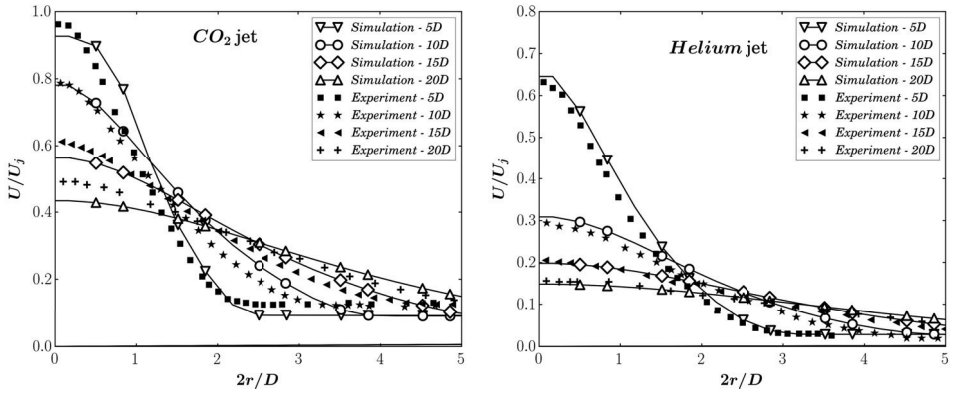 CO2 jet
Simulation - 5D
Simulation - 10D
Simulation - 15D
Simulation - 20D
Experiment - 5D
Experiment - 10D
Experiment - 15D
Experiment - 20D
U/Uj
1.0
0.8
0.6
0.4
0.2
0.0
0 1 2 3 4 5
2r/D
Helium jet
Simulation - 5D
Simulation - 10D
Simulation - 15D
Simulation - 20D
Experiment - 5D
Experiment - 10D
Experiment - 15D
Experiment - 20D
U/Uj
0.8
0.7
0.6
0.5
0.4
0.3
0.2
0.1
0.0
0 1 2 3 4 5
2r/D